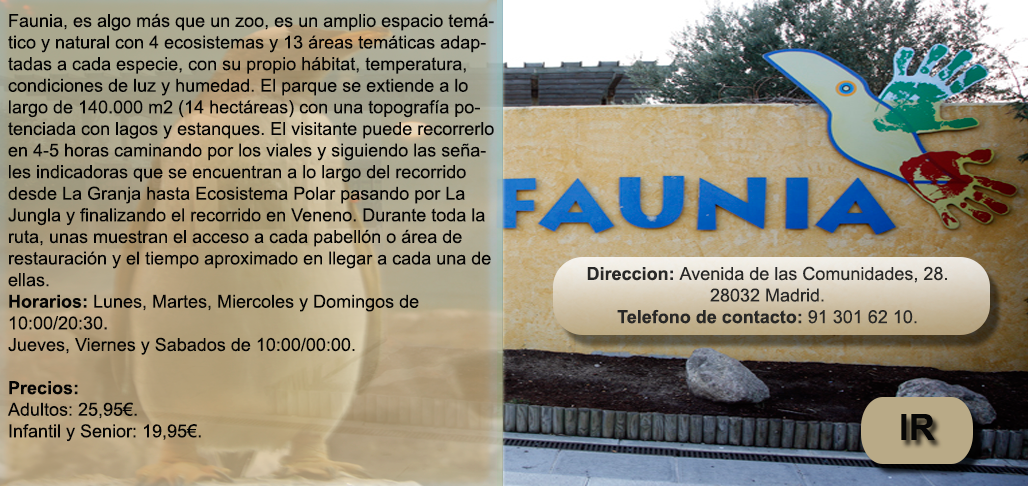 Faunia, es algo más que un zoo, es un amplio espacio temá-
tico y natural con 4 ecosistemas y 13 áreas temáticas adap-
tadas a cada especie, con su propio hábitat, temperatura,
condiciones de luz y humedad. El parque se extiende a lo
largo de 140.000 m2 (14 hectáreas) con una topografía po-
tenciada con lagos y estanques. El visitante puede recorrerlo
en 4-5 horas caminando por los viales y siguiendo las seña-
les indicadoras que se encuentran a lo largo del recorrido
desde La Granja hasta Ecosistema Polar pasando por La
Jungla y finalizando el recorrido en Veneno. Durante toda la
ruta, unas muestran el acceso a cada pabellón o área de
restauración y el tiempo aproximado en llegar a cada una de
ellas.
Horarios: Lunes, Martes, Miercoles y Domingos de
10:00/20:30.
Jueves, Viernes y Sabados de 10:00/00:00.
Precios:
Adultos: 25,95€.
Infantil y Senior: 19,95€.
FAUNIA
Direccion: Avenida de las Comunidades, 28.
28032 Madrid.
Telefono de contacto: 91 301 62 10.
IR